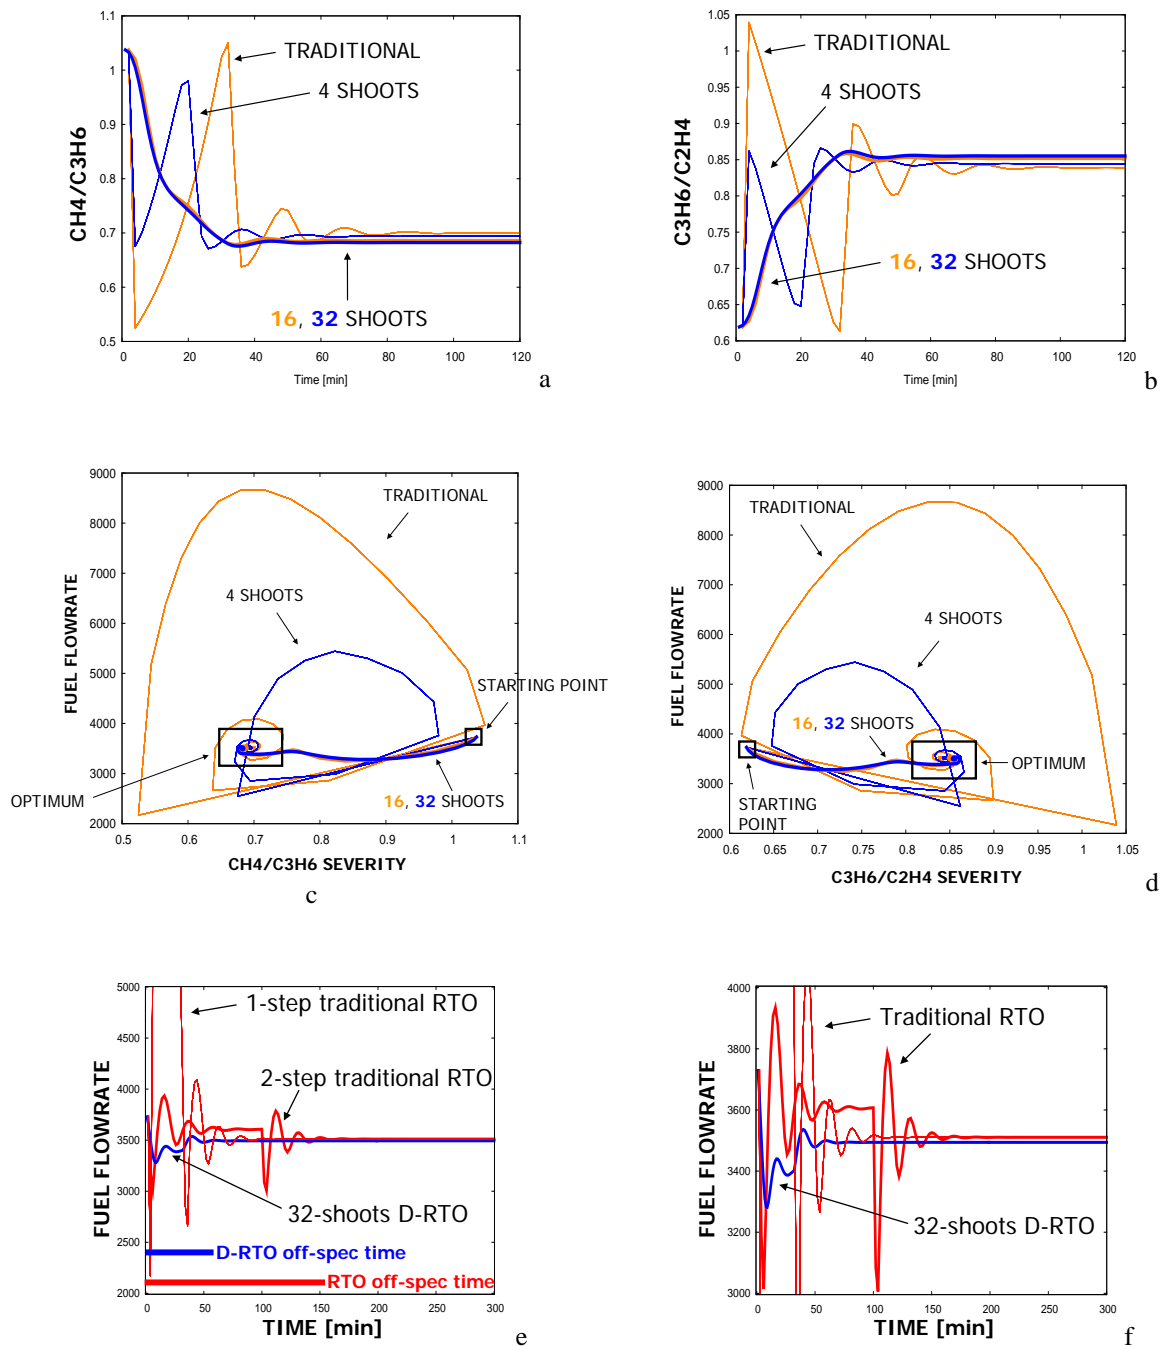 1.1
1
0.9
0.8
0.7
0.6
0.5
CH4/C3H6
TRADITIONAL
4 SHOOTS
16, 32 SHOOTS
0 20 40 60 80 100 120
Time [min]
a
1.05
1
0.95
0.9
0.85
0.8
0.75
0.7
0.65
0.6
C3H6/C2H4
TRADITIONAL
4 SHOOTS
16, 32 SHOOTS
0 20 40 60 80 100 120
Time [min]
b
9000
8000
7000
6000
5000
4000
3000
2000
FUEL FLOWRATE
TRADITIONAL
4 SHOOTS
STARTING POINT
OPTIMUM
16, 32 SHOOTS
0.5 0.6 0.7 0.8 0.9 1 1.1
CH4/C3H6 SEVERITY
c
9000
8000
7000
6000
5000
4000
3000
2000
FUEL FLOWRATE
TRADITIONAL
4 SHOOTS
16, 32 SHOOTS
OPTIMUM
STARTING
POINT
0.6 0.65 0.7 0.75 0.8 0.85 0.9 0.95 1 1.05
C3H6/C2H4 SEVERITY
d
5000
4500
4000
3500
3000
2500
2000
FUEL FLOWRATE
1-step traditional RTO
2-step traditional RTO
32-shoots D-RTO
D-RTO off-spec time
RTO off-spec time
0 50 100 150 200 250 300
TIME [min]
e
4000
3800
3600
3400
3200
3000
FUEL FLOWRATE
Traditional RTO
32-shoots D-RTO
0 50 100 150 200 250 300
TIME [min]
f